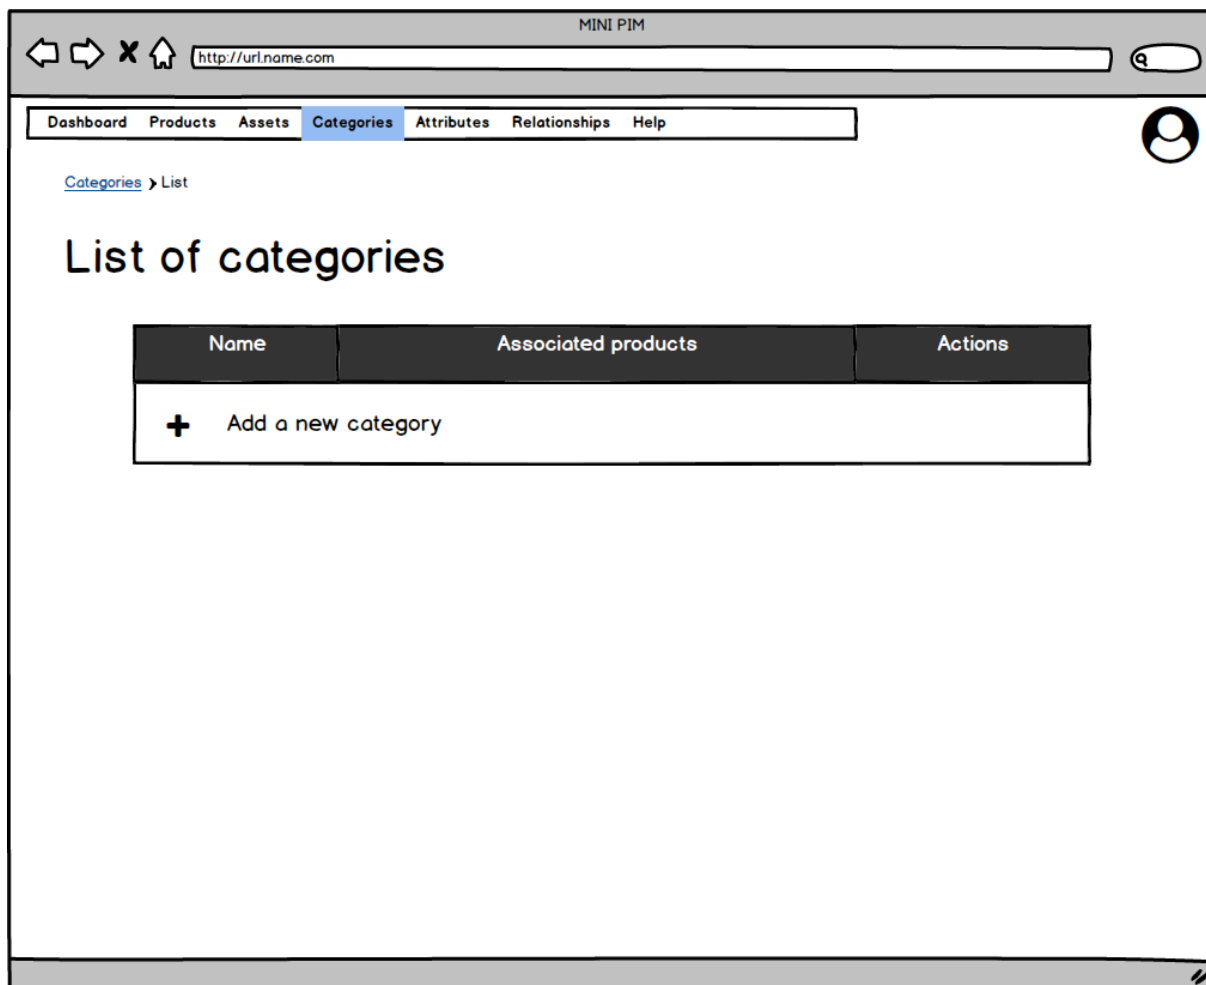 MINI PIM
http://url.name.com
Dashboard Products Assets Categories Attributes Relationships Help
Categories › List
List of categories
Name Associated products Actions
Add a new category